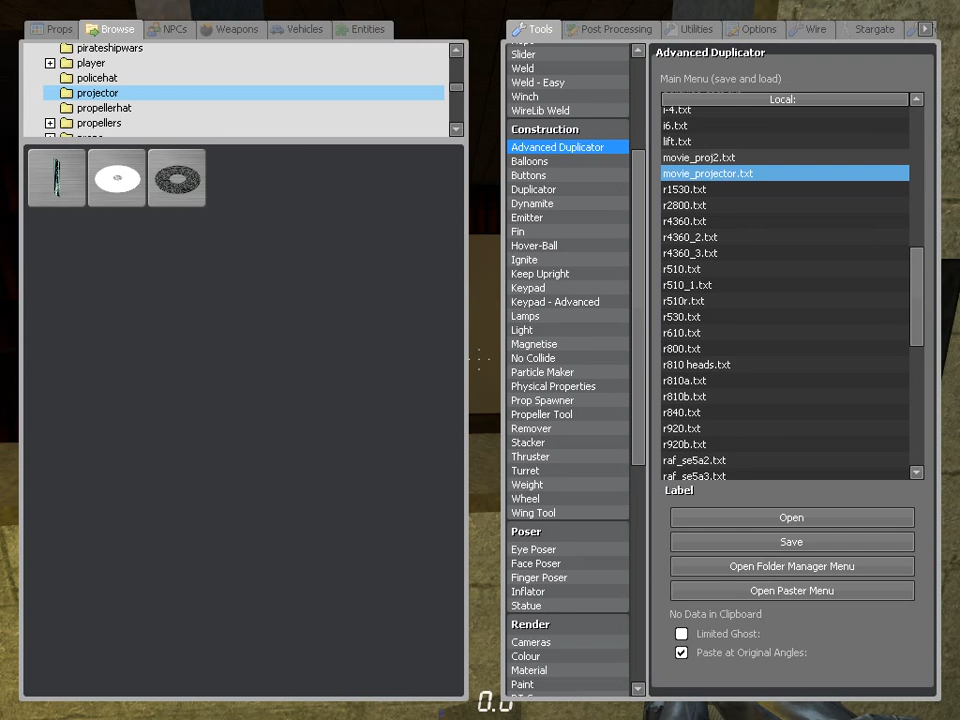 Props
Browse
NPCs
Weapons
Vehicles
Entities
pirateshipwars
player
policehat
projector
propellerhat
propellers
Tools
Post Processing
Utilities
Options
Wire
Stargate
Slider
Weld
Weld - Easy
Winch
WireLib Weld
Construction
Advanced Duplicator
Balloons
Buttons
Duplicator
Dynamite
Emitter
Fin
Hover-Ball
Ignite
Keep Upright
Keypad
Keypad - Advanced
Lamps
Light
Magnetise
No Collide
Particle Maker
Physical Properties
Prop Spawner
Propeller Tool
Remover
Stacker
Thruster
Turret
Weight
Wheel
Wing Tool
Poser
Eye Poser
Face Poser
Finger Poser
Inflator
Statue
Render
Cameras
Colour
Material
Paint
Advanced Duplicator
Main Menu (save and load)
Local:
i-4.txt
i6.txt
lift.txt
movie_proj2.txt
movie_projector.txt
r1530.txt
r2800.txt
r4360.txt
r4360_2.txt
r4360_3.txt
r510.txt
r510_1.txt
r510r.txt
r530.txt
r610.txt
r800.txt
r810 heads.txt
r810a.txt
r810b.txt
r840.txt
r920.txt
r920b.txt
raf_se5a2.txt
raf_se5a3.txt
Label
Open
Save
Open Folder Manager Menu
Open Paster Menu
No Data in Clipboard
Limited Ghost:
Paste at Original Angles:
0.0